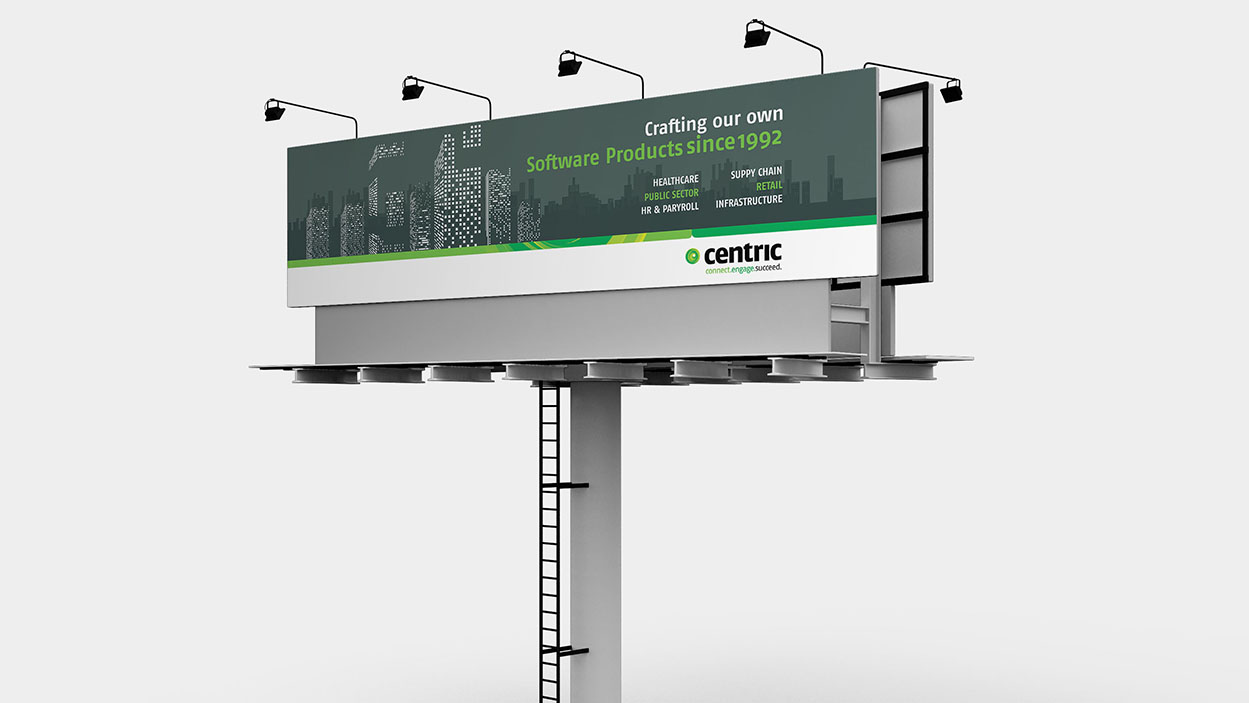 Crafting our own
Software Products since1992
HEALTHCARE
PUBLIC SECTOR
HR & PARYROLL
SUPPY CHAIN
RETAIL
INFRASTRUCTURE
centric
connect.engage.succeed.